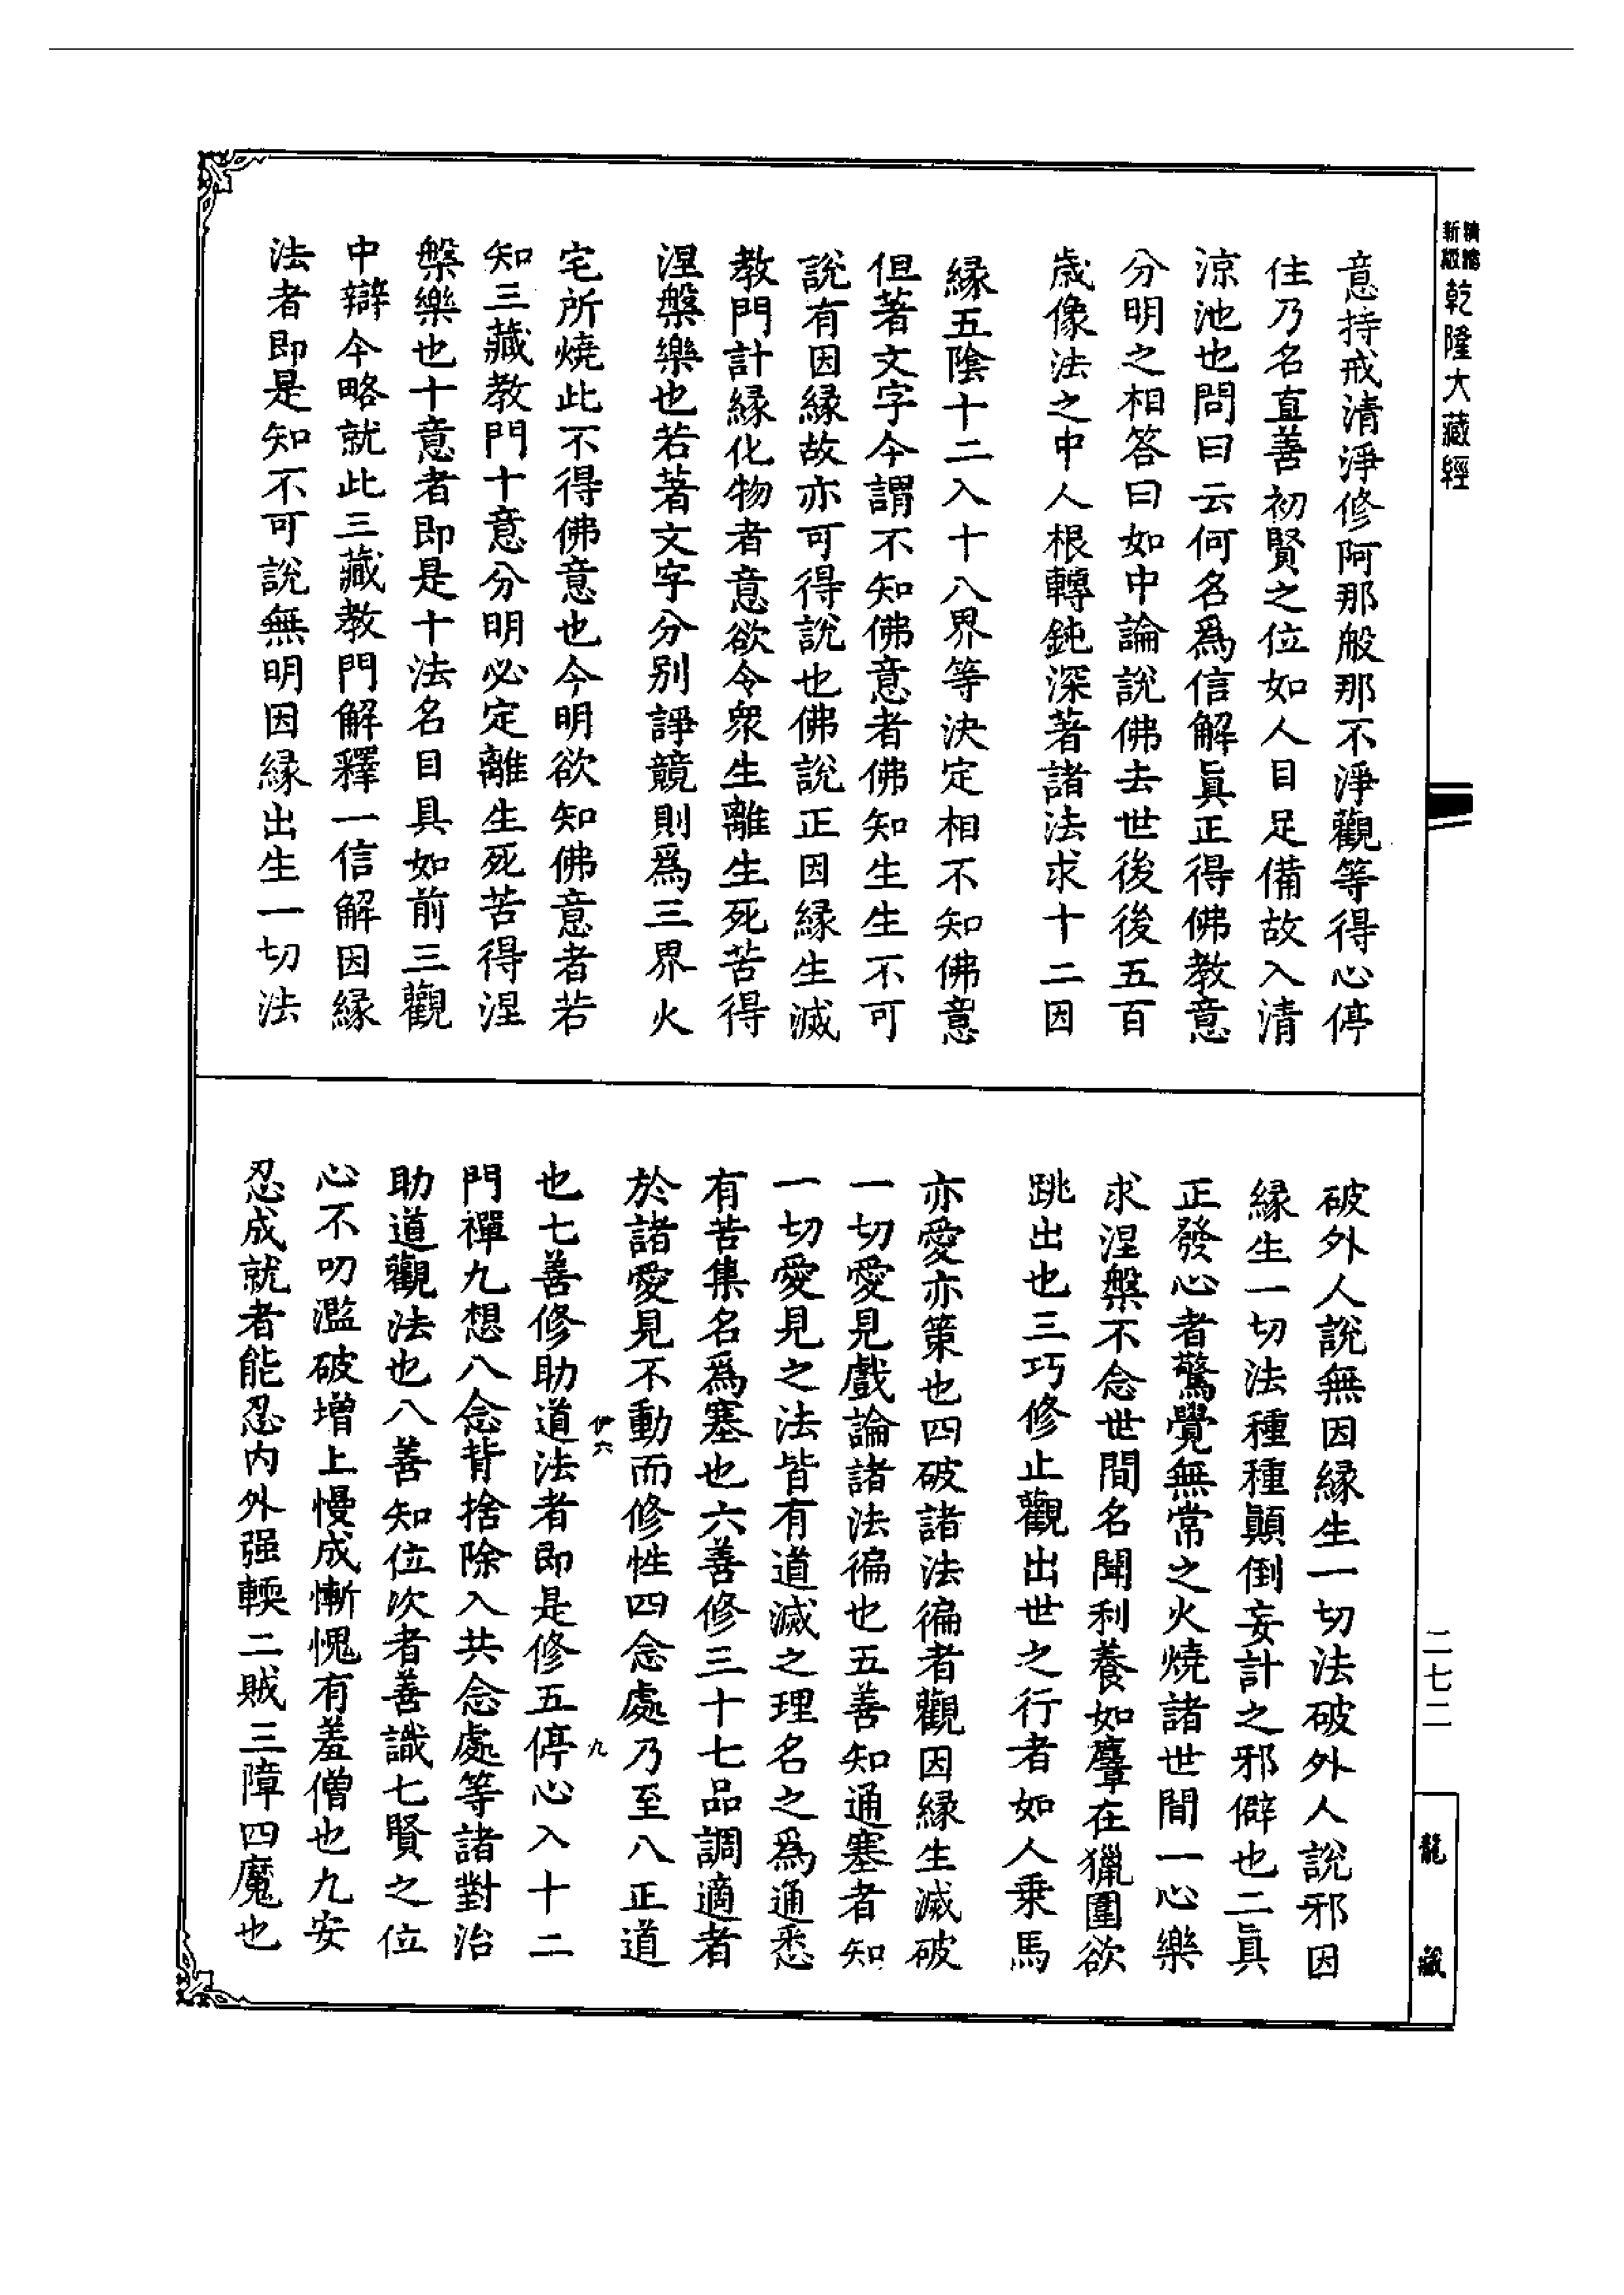 新版精縮乾隆大藏經
意持戒清淨修阿那般那不淨觀等得心停
住乃名直善初賢之位如人目足備故入清
涼池也問曰云何名爲信解眞正得佛教意
分明之相答曰如中論說佛去世後後五百
歲像法之中人根轉鈍深著諸法求十二因
緣五陰十二入十八界等決定相不知佛意
但著文字今謂不知佛意者佛知生生不可
說有因緣故亦可得說也佛說正因緣生滅
教門計緣化物者意欲令衆生離生死苦得
涅槃樂也若著文字分別諍競則爲三界火
宅所燒此不得佛意也今明欲知佛意者若
知三藏教門十意分明必定離生死苦得涅
槃樂也十意者即是十法名目具如前三觀
中辯今略就此三藏教門解釋一信解因緣
法者即是知不可說無明因緣出生一切法
破外人說無因緣生一切法破外人說邪因
緣生一切法種種顚倒妄計之邪僻也二眞
正發心者驚覺無常之火燒諸世間一心樂
求涅槃不念世間名聞利養如麞在獵圍欲
跳出也三巧修止觀出世之行者如人乗馬
亦愛亦策也四破諸法徧者觀因緣生滅破
一切愛見戲論諸法徧也五善知通塞者知
一切愛見之法皆有道滅之理名之爲通悉
有苦集名爲塞也六善修三十七品調適者
於諸愛見不動而修性四念處乃至八正道
伊六 九
也七善修助道法者即是修五停心入十二
門禪九想八念背捨除入共念處等諸對治
助道觀法也八善知位次者善識七賢之位
心不叨濫破增上慢成慚愧有羞僧也九安
忍成就者能忍内外强輭二賊三障四魔也
二七二
龍藏